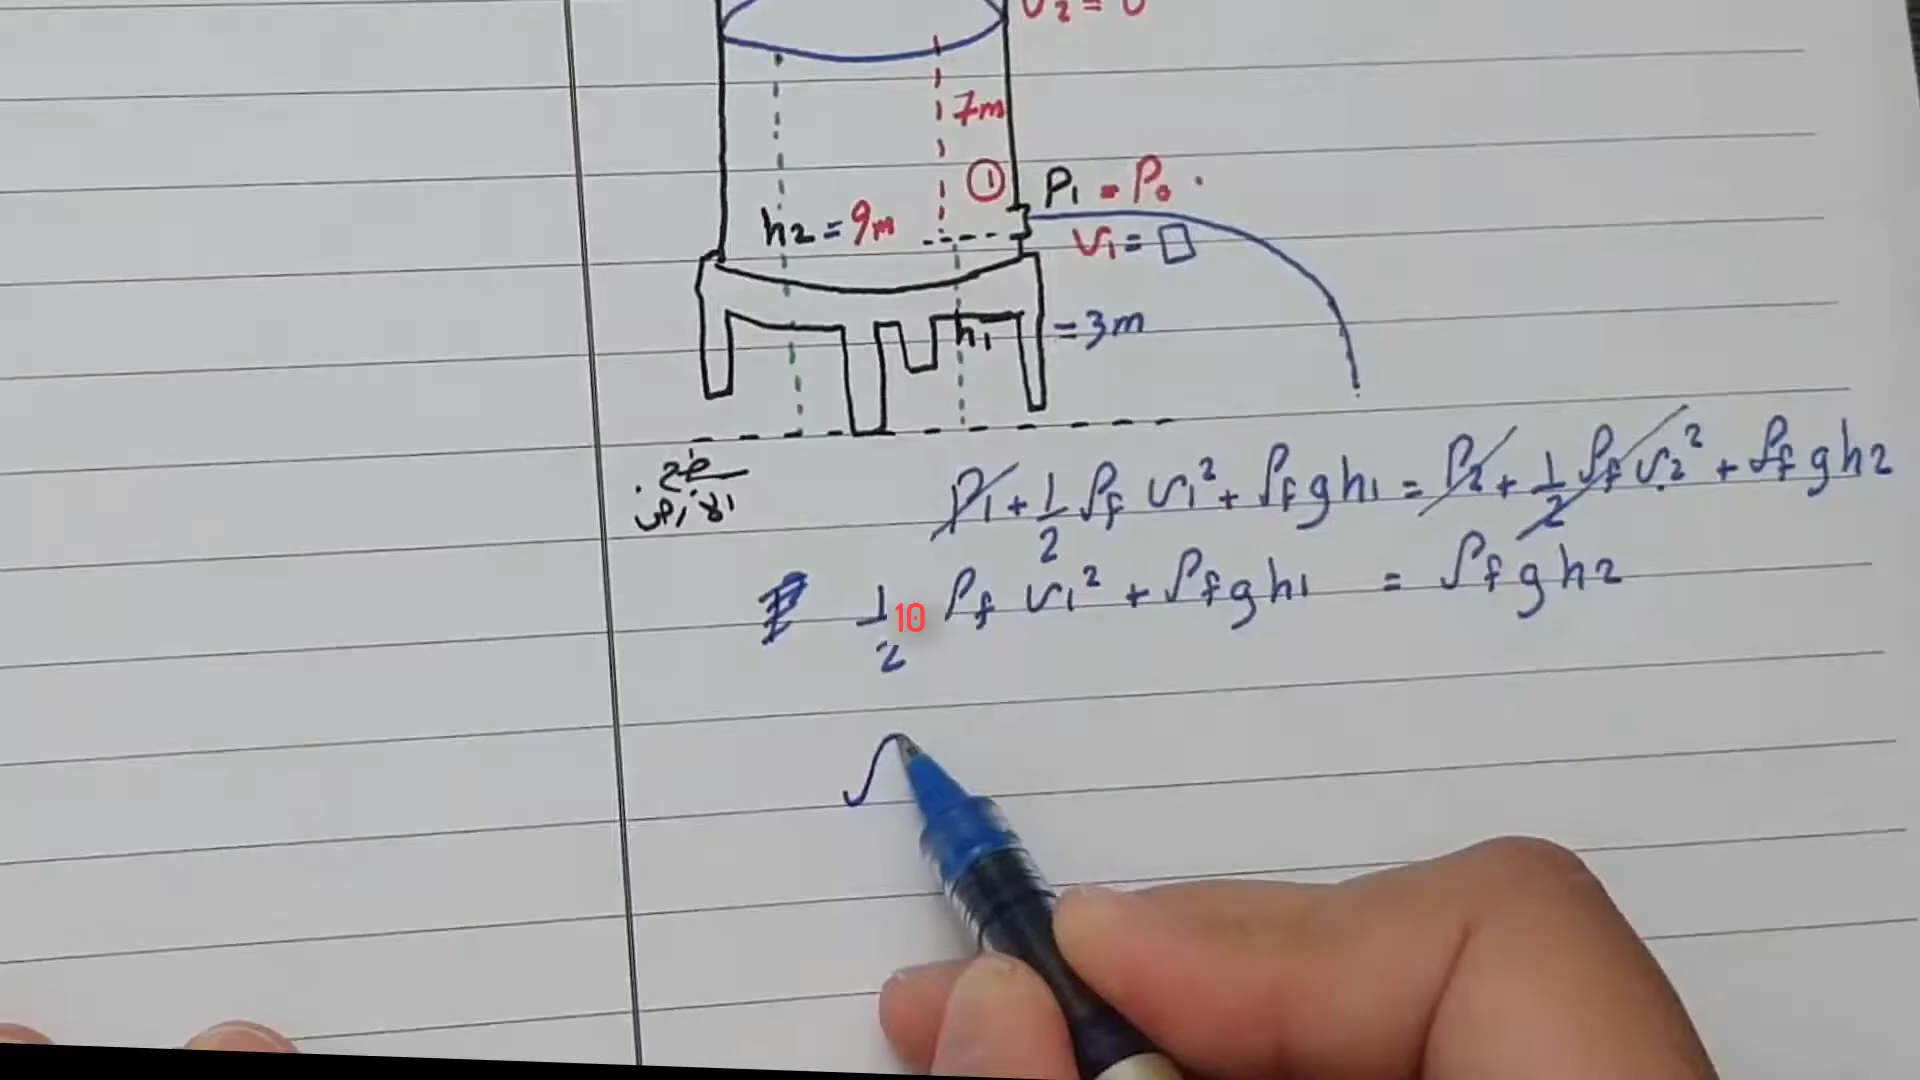 v₂ = 0
7m
①
P₁ = P₀ .
h₂ = 9m
v₁ = □
h₁ = 3m
سطح الأرض
P₁ + 1/2 ρf v₁² + ρf g h₁ = P₂ + 1/2 ρf v₂² + ρf g h₂
1/2 ρf v₁² + ρf g h₁ = ρf g h₂
10